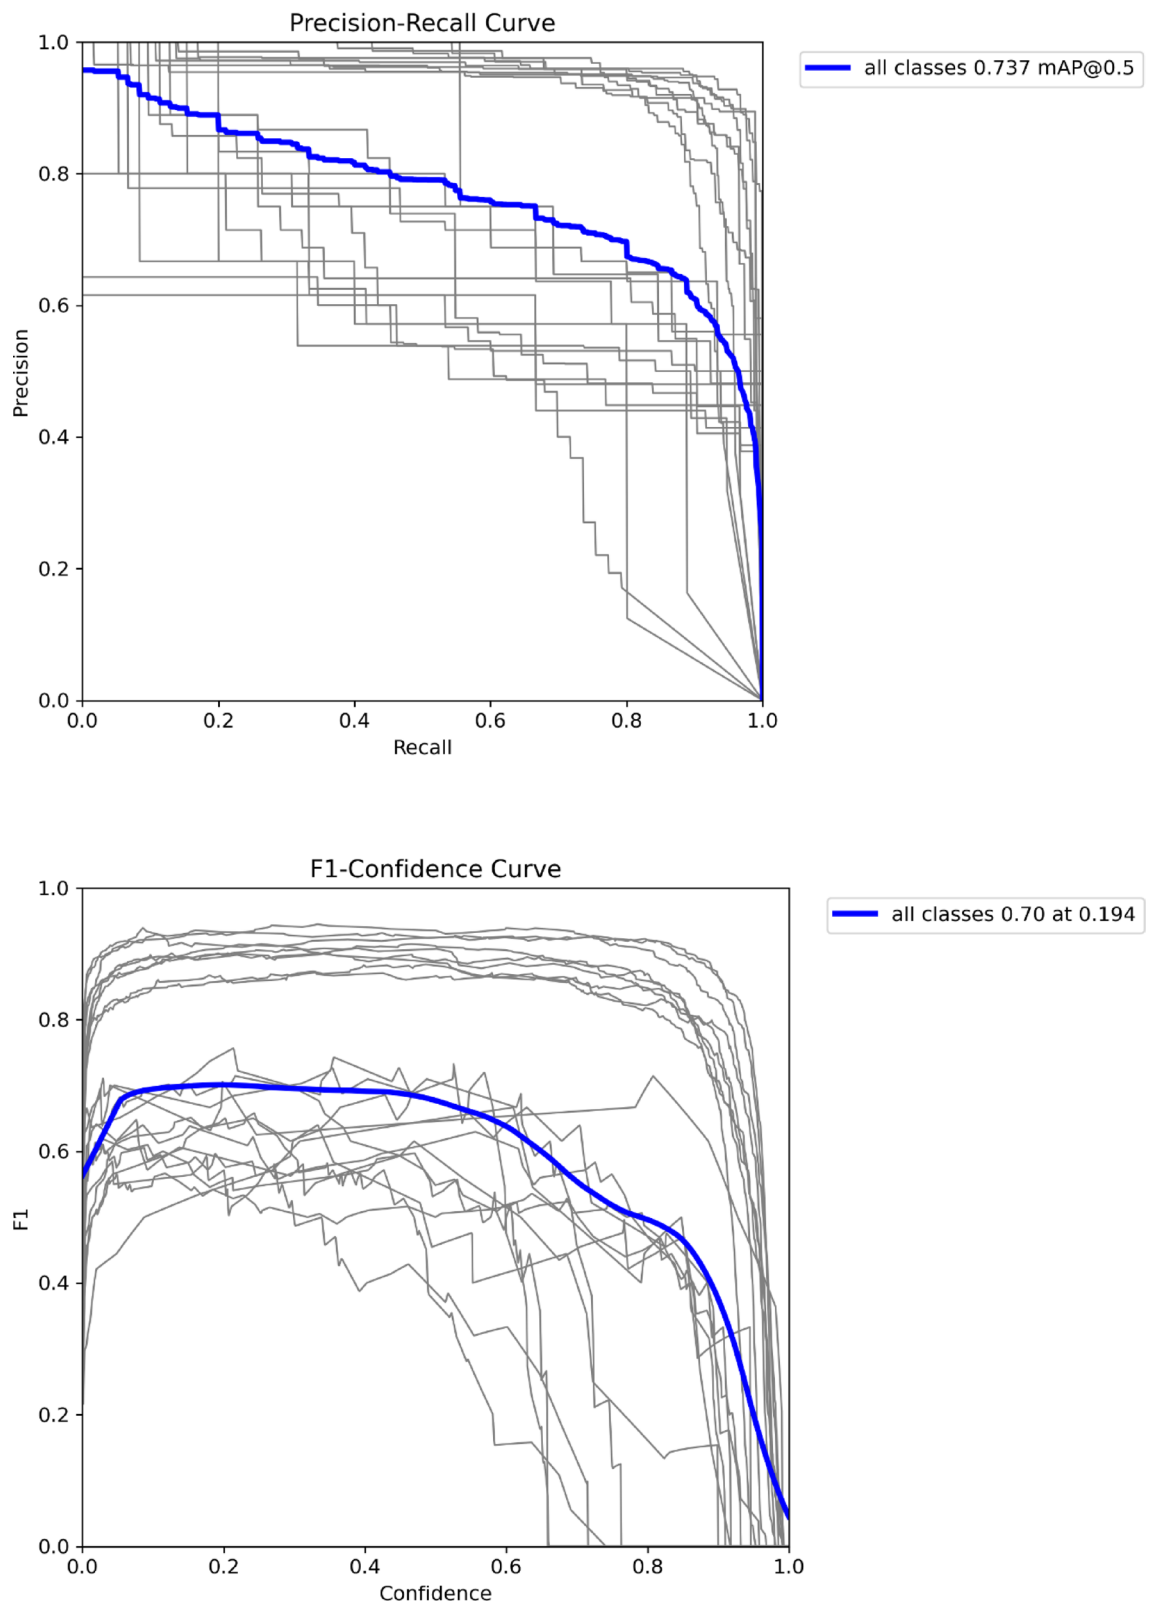 Precision-Recall Curve
1.0
0.8
0.6
0.4
0.2
0.0
Precision
0.0 0.2 0.4 0.6 0.8 1.0
Recall
all classes 0.737 mAP@0.5
F1-Confidence Curve
1.0
0.8
0.6
0.4
0.2
0.0
F1
0.0 0.2 0.4 0.6 0.8 1.0
Confidence
all classes 0.70 at 0.194